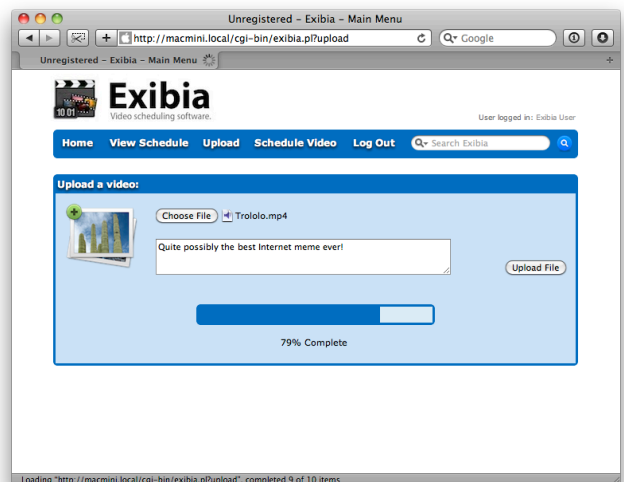 Unregistered – Exibia – Main Menu
http://macmini.local/cgi-bin/exibia.pl?upload
Google
Unregistered – Exibia – Main Menu
10 01
Exibia
Video scheduling software.
User logged in: Exibia User
Home View Schedule Upload Schedule Video Log Out Search Exibia
Upload a video:
Choose File Trololo.mp4
Quite possibly the best Internet meme ever!
Upload File
79% Complete
Loading "http://macmini.local/cgi-bin/exibia.pl?upload", completed 9 of 10 items